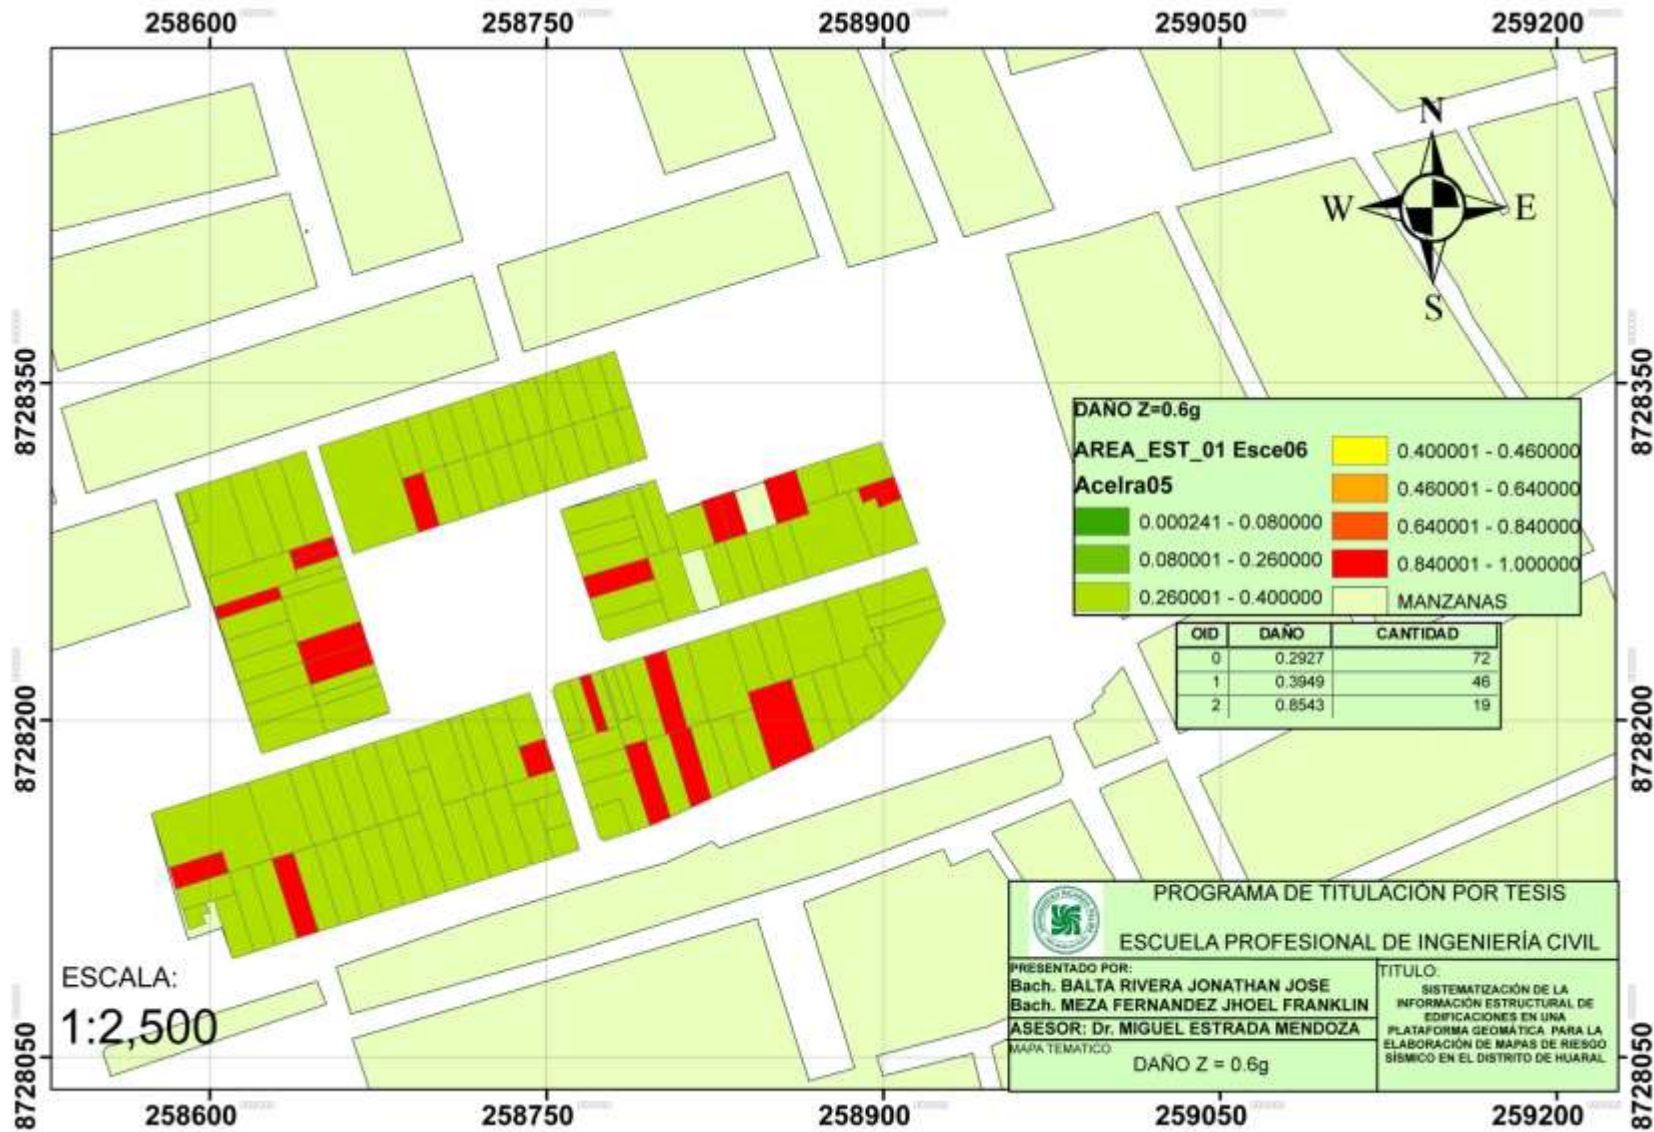 258600 258750 258900 259050 259200
N
W E
S
8728350 8728350
DAÑO Z=0.6g
AREA_EST_01 Esce06
Acelra05
0.000241 - 0.080000
0.080001 - 0.260000
0.260001 - 0.400000
0.400001 - 0.460000
0.460001 - 0.640000
0.640001 - 0.840000
0.840001 - 1.000000
MANZANAS
OID DAÑO CANTIDAD
0 0.2927 72
1 0.3949 46
2 0.8543 19
8728200 8728200
ESCALA:
1:2,500
PROGRAMA DE TITULACIÓN POR TESIS
ESCUELA PROFESIONAL DE INGENIERÍA CIVIL
PRESENTADO POR:
Bach. BALTA RIVERA JONATHAN JOSE
Bach. MEZA FERNANDEZ JHOEL FRANKLIN
ASESOR: Dr. MIGUEL ESTRADA MENDOZA
MAPA TEMATICO
DAÑO Z = 0.6g
TITULO:
SISTEMATIZACIÓN DE LA
INFORMACIÓN ESTRUCTURAL DE
EDIFICACIONES EN UNA
PLATAFORMA GEOMÁTICA PARA LA
ELABORACIÓN DE MAPAS DE RIESGO
SÍSMICO EN EL DISTRITO DE HUARAL
8728050 8728050
258600 258750 258900 259050 259200